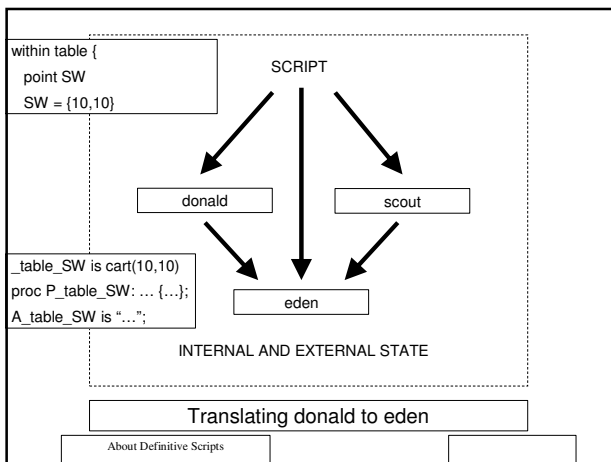 within table {
point SW
SW = {10,10}
SCRIPT
donald
scout
_table_SW is cart(10,10)
proc P_table_SW: … {…};
A_table_SW is “…”;
eden
INTERNAL AND EXTERNAL STATE
Translating donald to eden
About Definitive Scripts